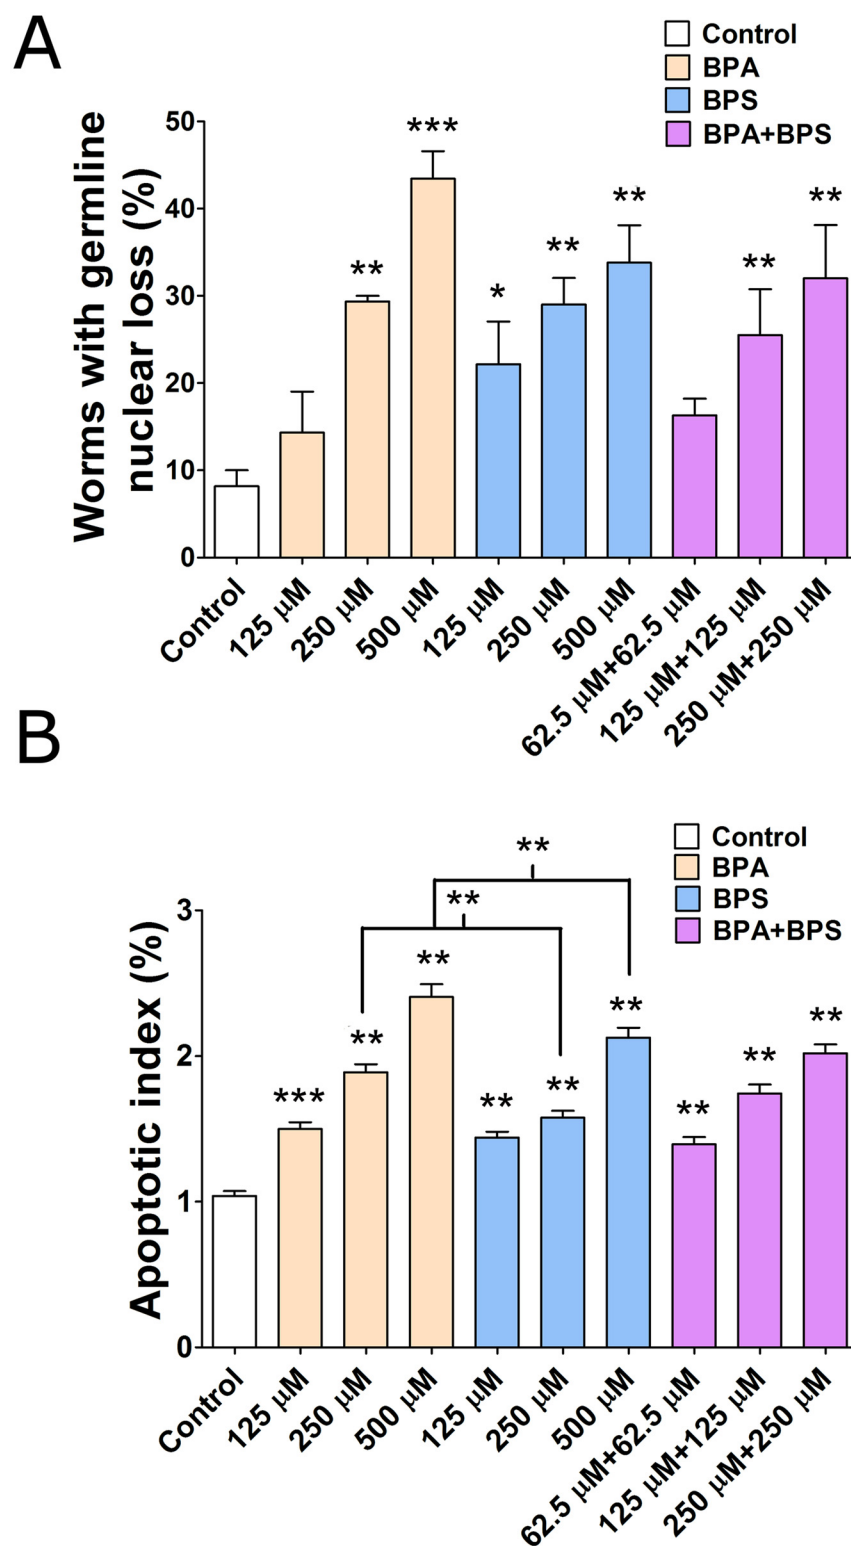 A
Control
BPA
BPS
BPA+BPS
Worms with germline
nuclear loss (%)
50
40
30
20
10
0
***
**
**
**
**
*
**
Control
125 μM
250 μM
500 μM
125 μM
250 μM
500 μM
62.5 μM+62.5 μM
125 μM+125 μM
250 μM+250 μM
B
Control
BPA
BPS
BPA+BPS
Apoptotic index (%)
3
2
1
0
**
**
**
**
**
**
***
**
**
**
**
Control
125 μM
250 μM
500 μM
125 μM
250 μM
500 μM
62.5 μM+62.5 μM
125 μM+125 μM
250 μM+250 μM